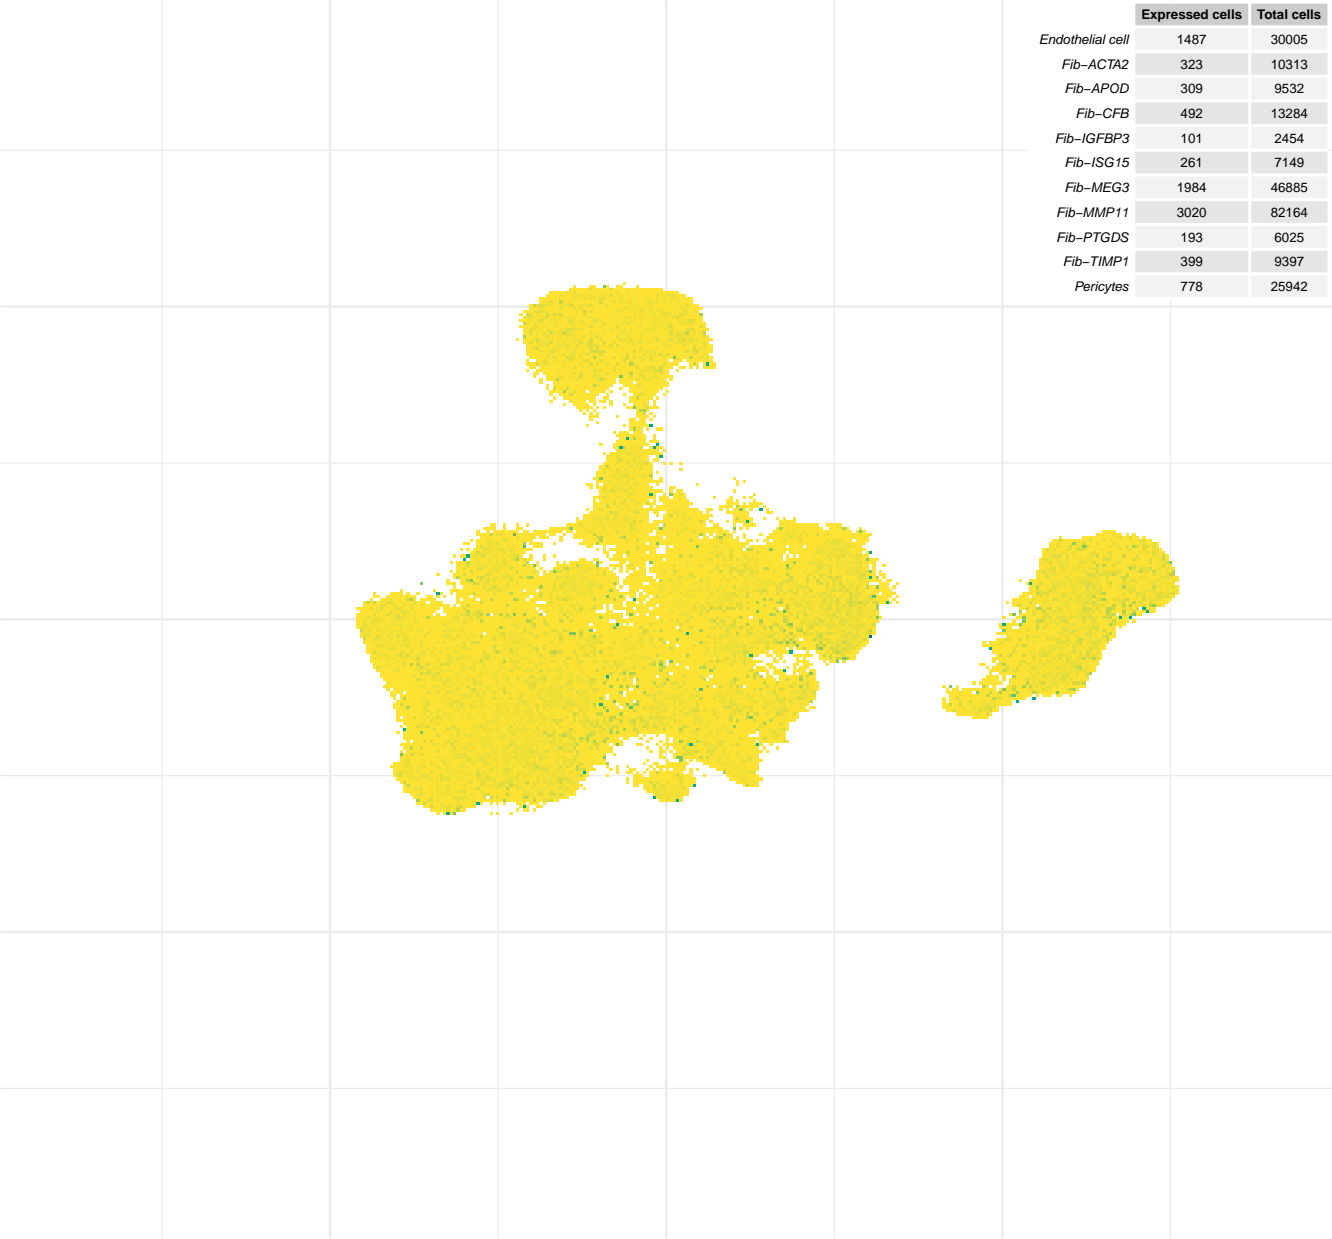 Expressed cells Total cells
Endothelial cell 1487 30005
Fib−ACTA2 323 10313
Fib−APOD 309 9532
Fib−CFB 492 13284
Fib−IGFBP3 101 2454
Fib−ISG15 261 7149
Fib−MEG3 1984 46885
Fib−MMP11 3020 82164
Fib−PTGDS 193 6025
Fib−TIMP1 399 9397
Pericytes 778 25942